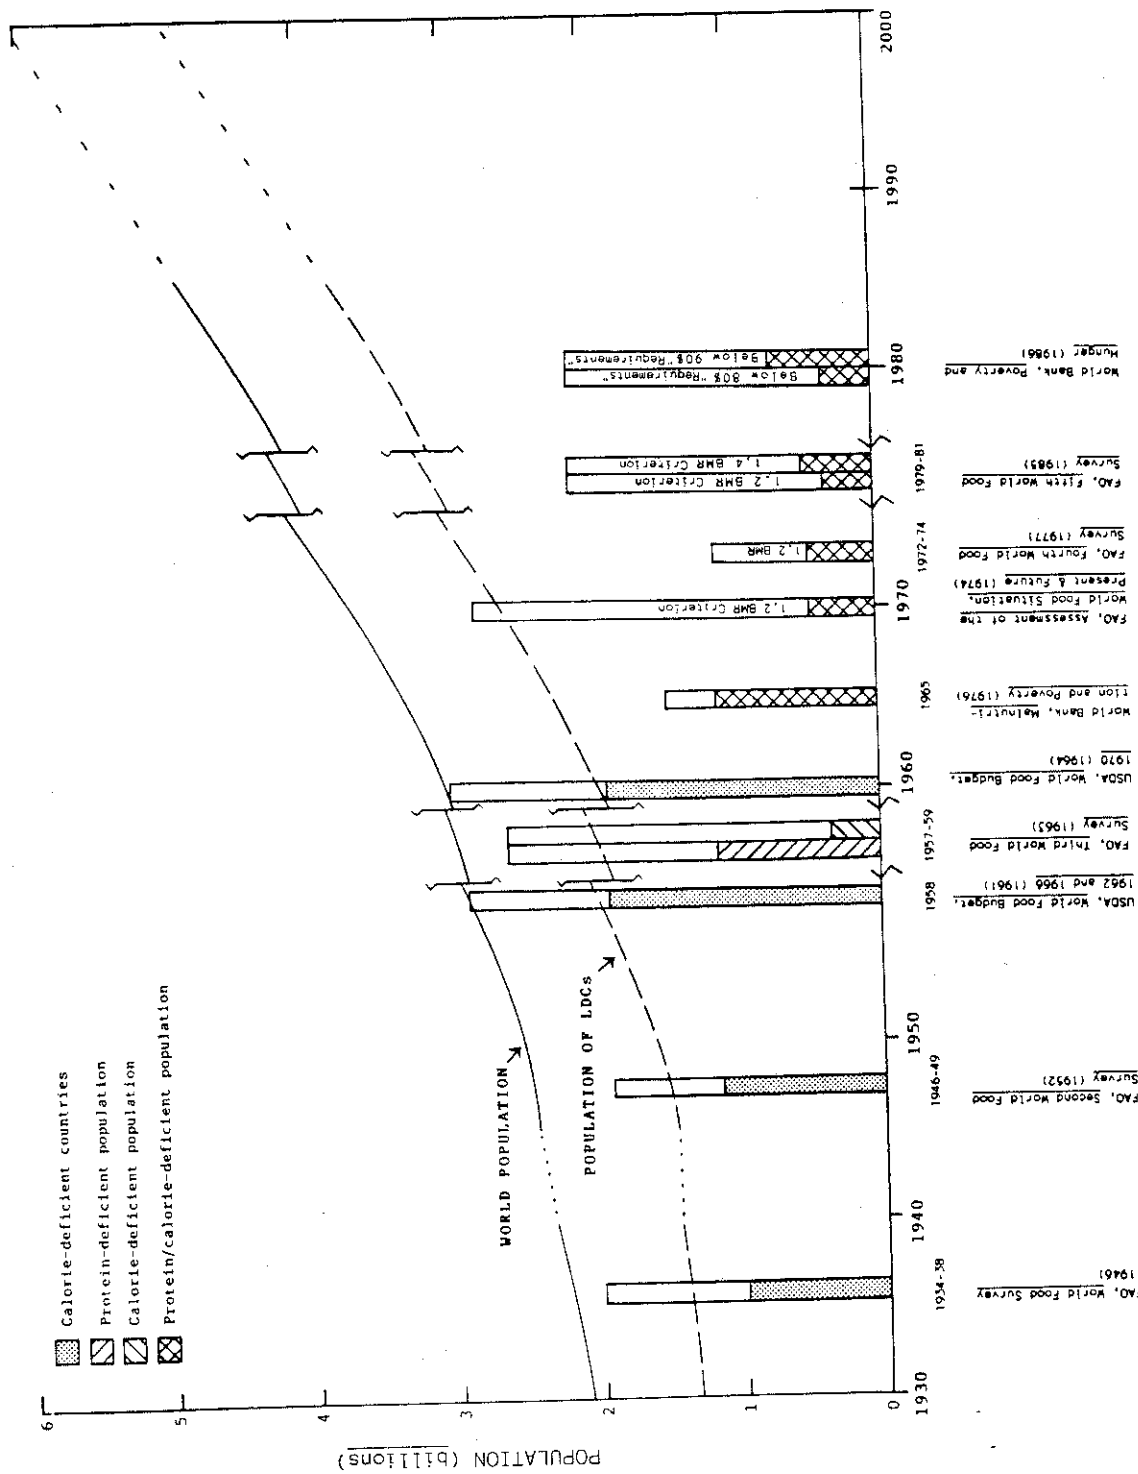 Calorie-deficient countries
Protein-deficient population
Calorie-deficient population
Protein/calorie-deficient population
POPULATION (billions)
6
5
4
3
2
1
0
WORLD POPULATION
POPULATION OF LDCs
1.2 BMR Criterion
1.2 BMR
1.2 BMR Criterion
1.4 BMR Criterion
Below 80% "Requirements"
Below 90% "Requirements"
1930
1940
1950
1960
1970
1980
1990
2000
1934-38
1946-49
1958
1957-59
1965
1972-74
1979-81
FAO, World Food Survey
(1946)
FAO, Second World Food
Survey (1952)
USDA, World Food Budget,
1962 and 1966 (1961)
FAO, Third World Food
Survey (1963)
USDA, World Food Budget,
1970 (1964)
World Bank, Malnutri-
tion and Poverty (1976)
FAO, Assessment of the
World Food Situation,
Present & Future (1974)
FAO, Fourth World Food
Survey (1977)
FAO, Fifth World Food
Survey (1985)
World Bank, Poverty and
Hunger (1986)